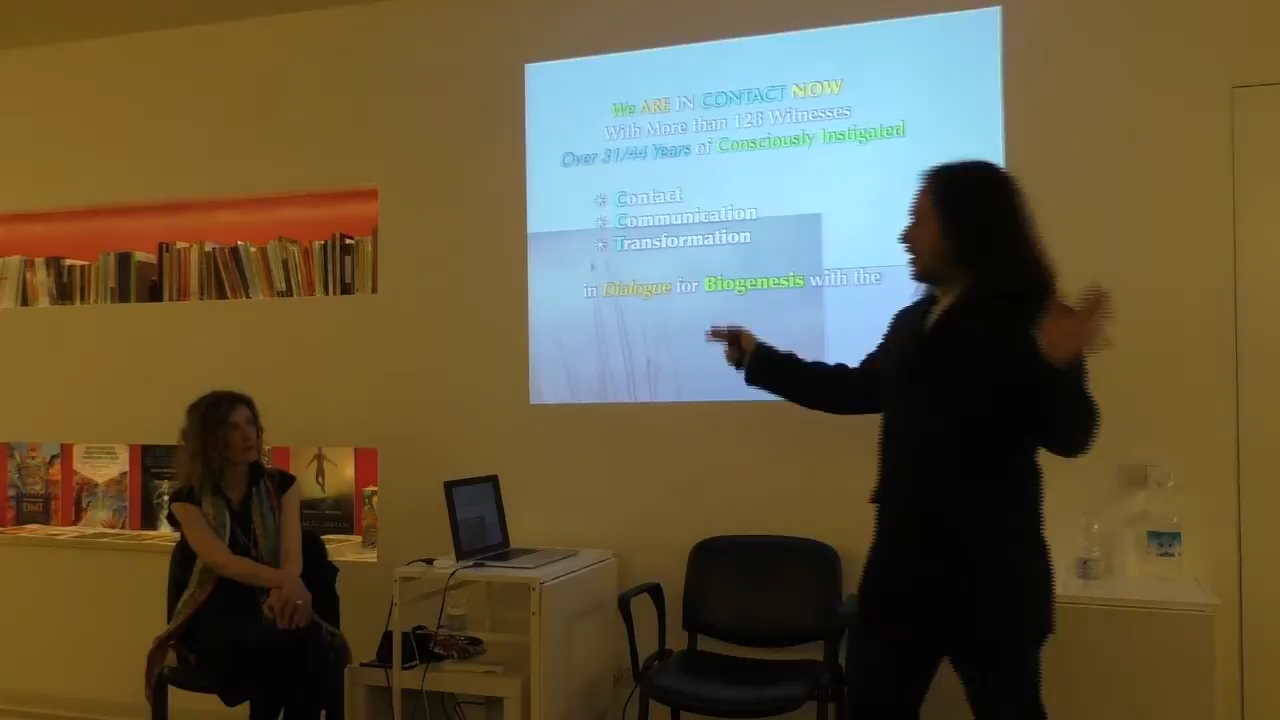 We ARE IN CONTACT NOW
With More than 128 Witnesses
Over 31/44 Years of Consciously Instigated
Contact
Communication
Transformation
in Dialogue for Biogenesis with the
DMT